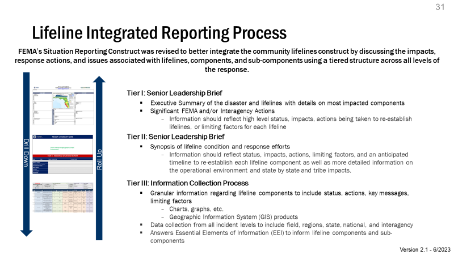 31
Lifeline Integrated Reporting Process
FEMA's Situation Reporting Construct was revised to better integrate the community lifelines construct by discussing the impacts,
response actions, and issues associated with lifelines, components, and sub-components using a tiered structure across all levels of
the response.
Drill Down
Roll Up
Tier I: Senior Leadership Brief
• Executive Summary of the disaster and lifelines with details on most impacted components
• Significant FEMA and/or Interagency Actions
– Information should reflect high level status, impacts, actions being taken to re-establish
lifelines, or limiting factors for each lifeline
Tier II: Senior Leadership Brief
• Synopsis of lifeline condition and response efforts
– Information should reflect status, impacts, actions, limiting factors, and an anticipated
timeline to re-establish each lifeline component as well as more detailed information on
the operational environment and state by state and tribe impacts.
Tier III: Information Collection Process
• Granular information regarding lifeline components to include status, actions, key messages,
limiting factors
– Charts, graphs, etc.
– Geographic Information System (GIS) products
• Data collection from all incident levels to include field, regions, state, national, and interagency
• Answers Essential Elements of Information (EEI) to inform lifeline components and sub-
components
Version 2.1 - 6/2023